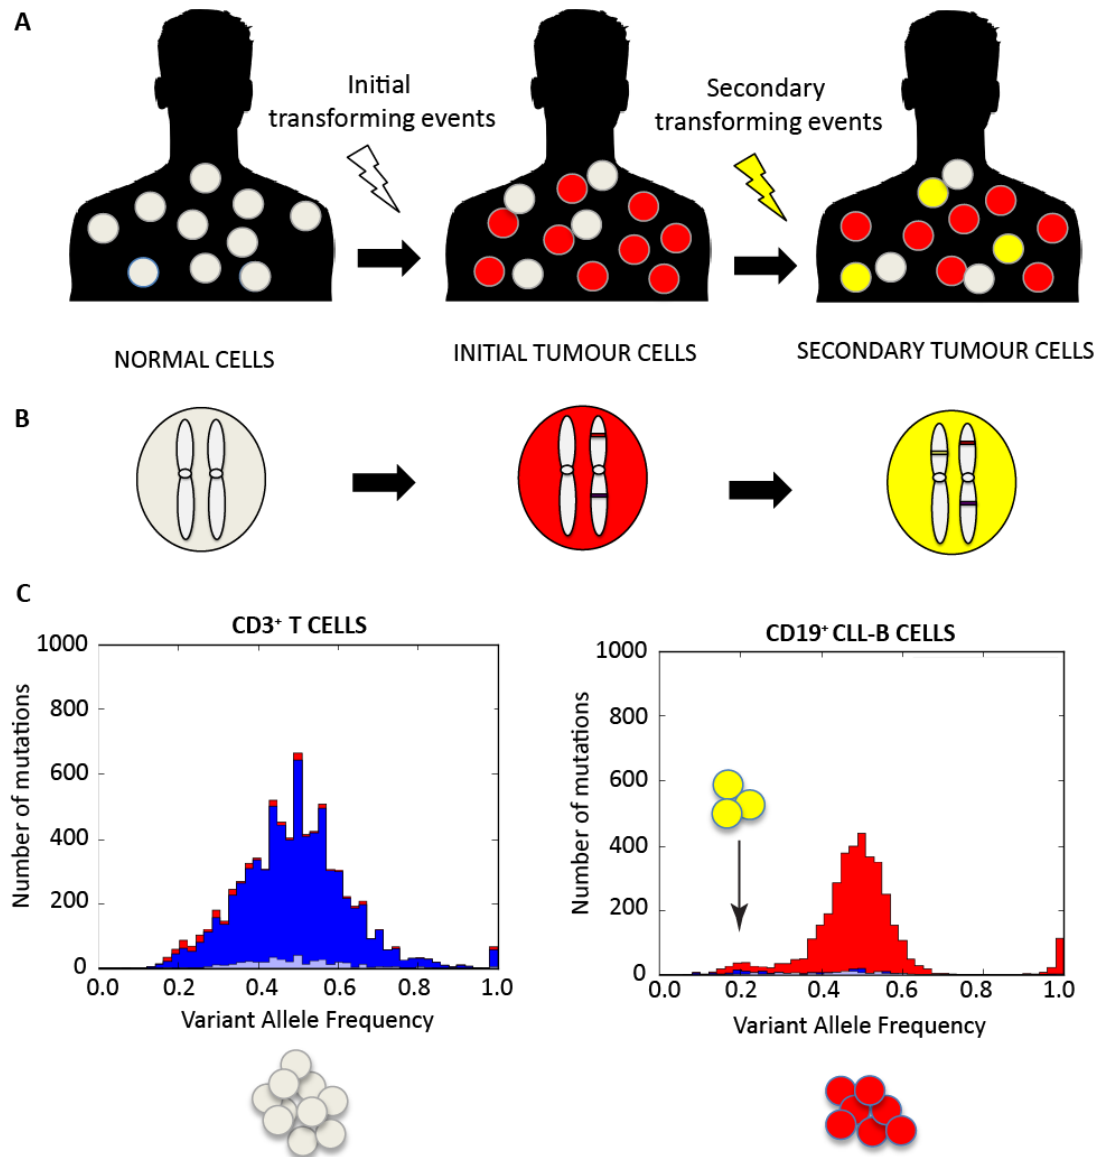 A
Initial
transforming events
Secondary
transforming events
NORMAL CELLS
INITIAL TUMOUR CELLS
SECONDARY TUMOUR CELLS
B
C
CD3⁺ T CELLS
Number of mutations
1000
800
600
400
200
0
0.0
0.2
0.4
0.6
0.8
1.0
Variant Allele Frequency
CD19⁺ CLL-B CELLS
Number of mutations
1000
800
600
400
200
0
0.0
0.2
0.4
0.6
0.8
1.0
Variant Allele Frequency